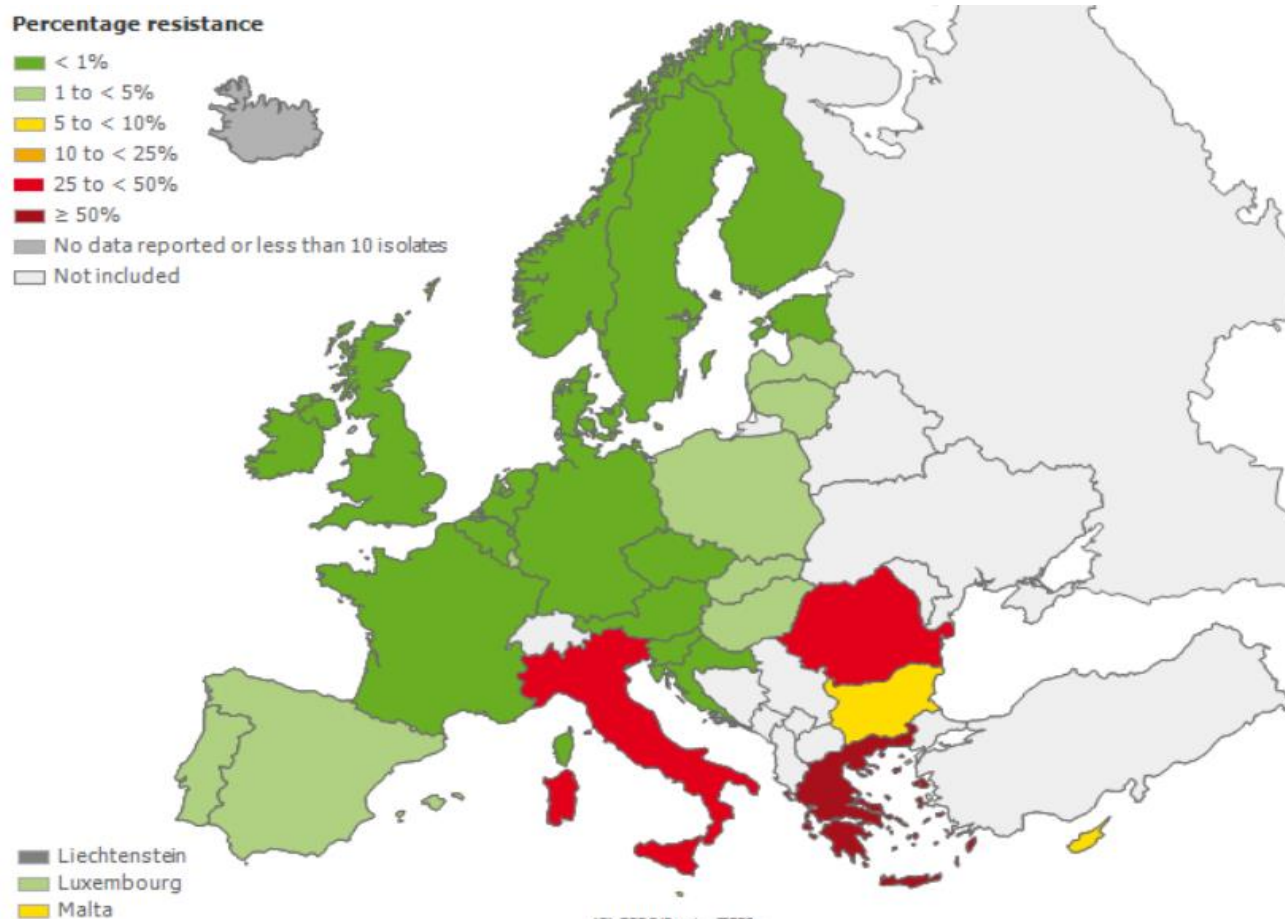 Percentage resistance
< 1%
1 to < 5%
5 to < 10%
10 to < 25%
25 to < 50%
≥ 50%
No data reported or less than 10 isolates
Not included
Liechtenstein
Luxembourg
Malta